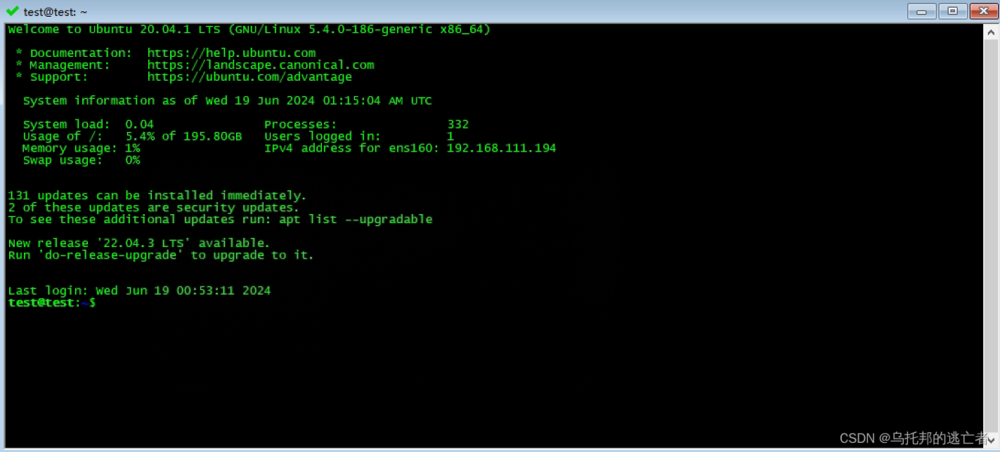 test@test: ~
Welcome to Ubuntu 20.04.1 LTS (GNU/Linux 5.4.0-186-generic x86_64)
* Documentation: https://help.ubuntu.com
* Management: https://landscape.canonical.com
* Support: https://ubuntu.com/advantage
System information as of Wed 19 Jun 2024 01:15:04 AM UTC
System load: 0.04 Processes: 332
Usage of /: 5.4% of 195.80GB Users logged in: 1
Memory usage: 1% IPv4 address for ens160: 192.168.111.194
Swap usage: 0%
131 updates can be installed immediately.
2 of these updates are security updates.
To see these additional updates run: apt list --upgradable
New release '22.04.3 LTS' available.
Run 'do-release-upgrade' to upgrade to it.
Last login: Wed Jun 19 00:53:11 2024
test@test:~$
CSDN @乌托邦的逃亡者